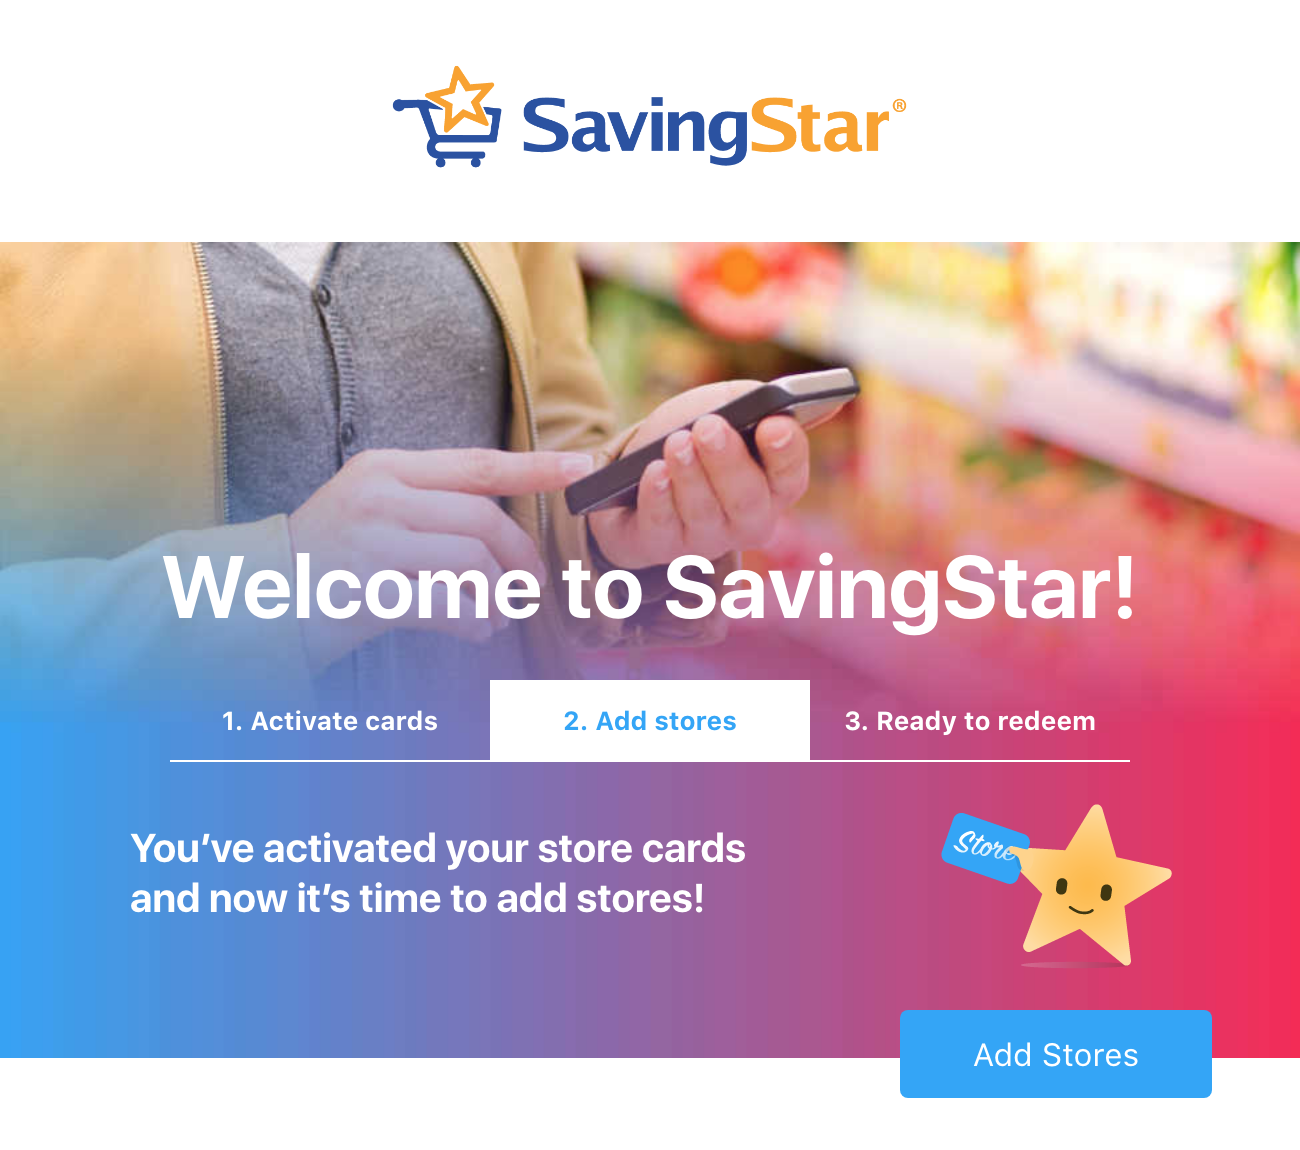 SavingStar®
Welcome to SavingStar!
1. Activate cards
2. Add stores
3. Ready to redeem
You’ve activated your store cards
and now it’s time to add stores!
Store
Add Stores